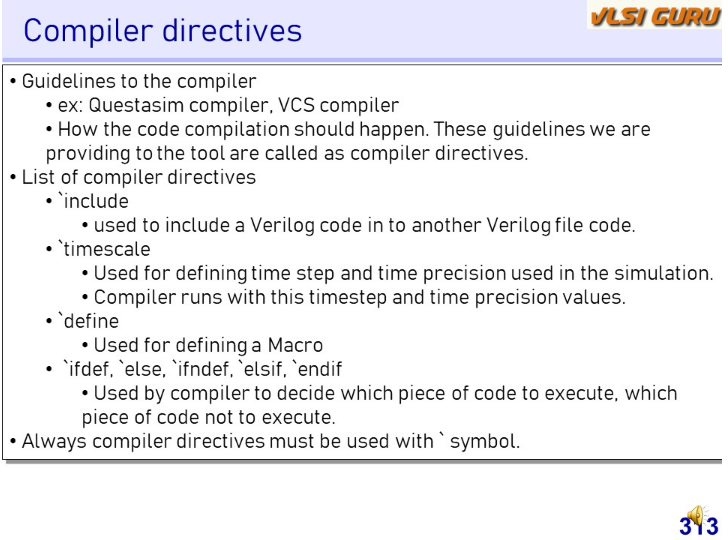 Compiler directives
VLSI GURU
• Guidelines to the compiler
• ex: Questasim compiler, VCS compiler
• How the code compilation should happen. These guidelines we are
providing to the tool are called as compiler directives.
• List of compiler directives
• `include
• used to include a Verilog code in to another Verilog file code.
• `timescale
• Used for defining time step and time precision used in the simulation.
• Compiler runs with this timestep and time precision values.
• `define
• Used for defining a Macro
• `ifdef, `else, `ifndef, `elsif, `endif
• Used by compiler to decide which piece of code to execute, which
piece of code not to execute.
• Always compiler directives must be used with ` symbol.
313